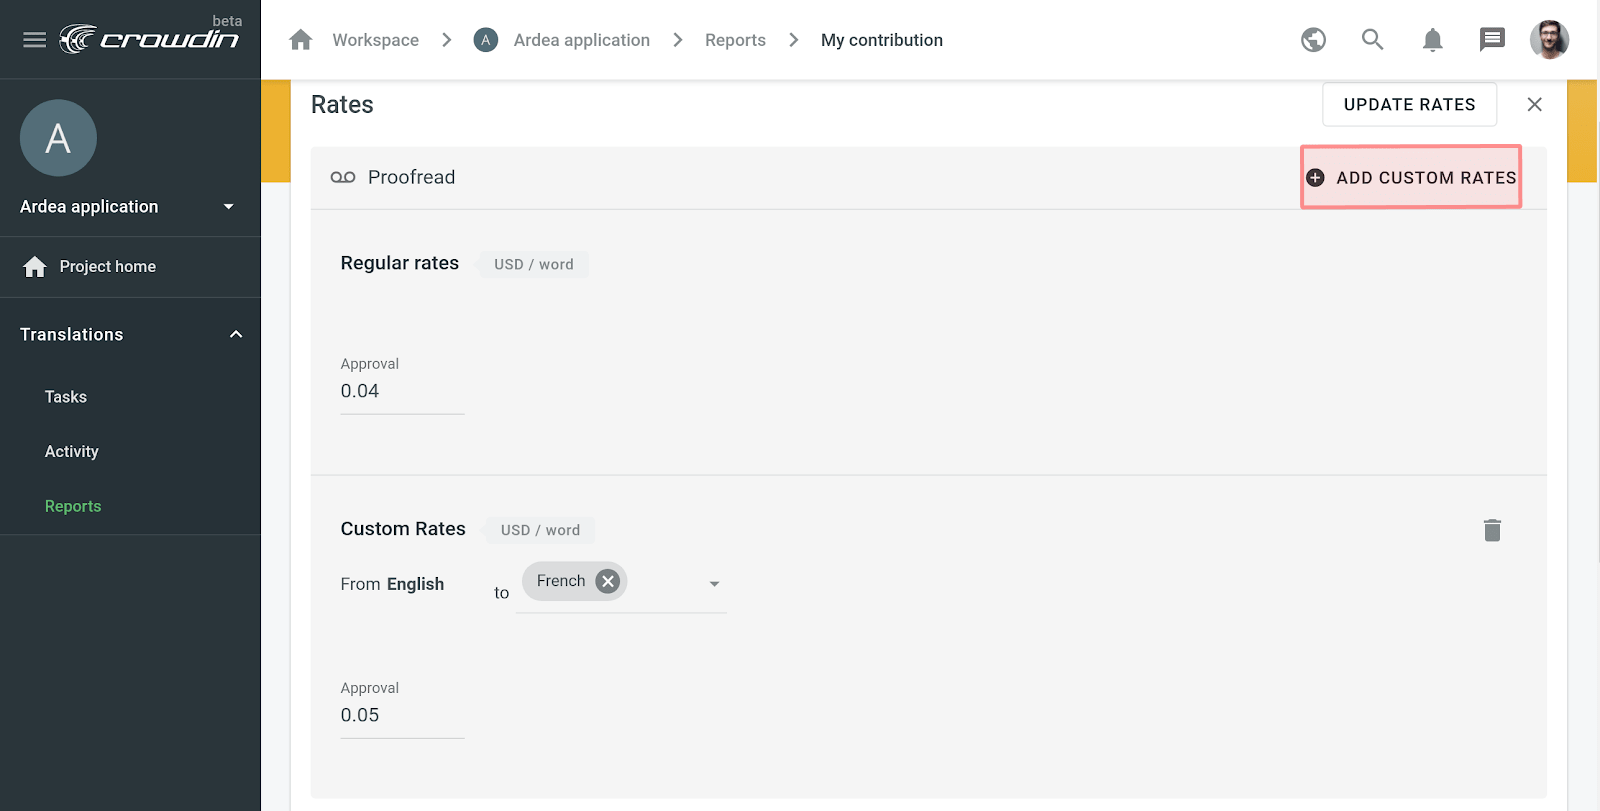 beta
crowdin
Workspace
A
Ardea application
Reports
My contribution
A
Ardea application
Project home
Translations
Tasks
Activity
Reports
Rates
UPDATE RATES
Proofread
ADD CUSTOM RATES
Regular rates
USD / word
Approval
0.04
Custom Rates
USD / word
From English
to
French
Approval
0.05